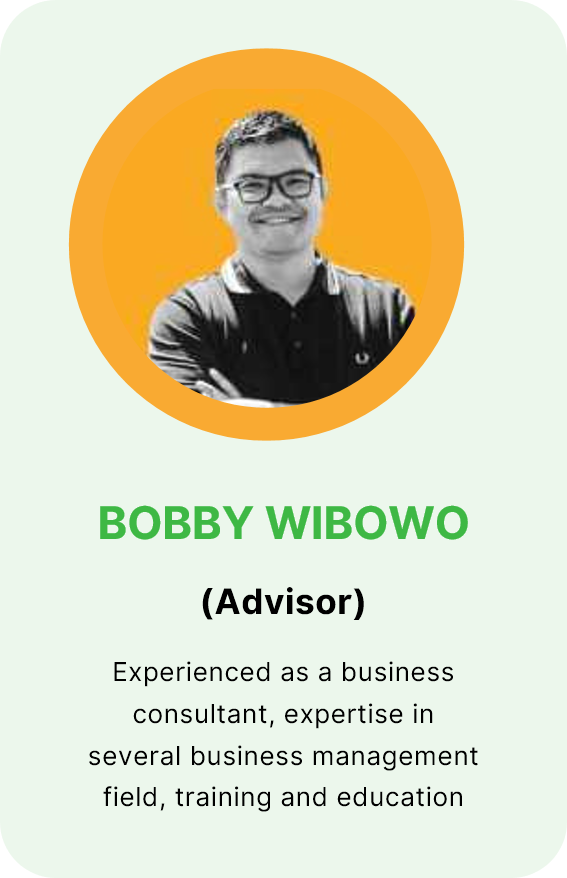 BOBBY WIBOWO
(Advisor)
Experienced as a business
consultant, expertise in
several business management
field, training and education